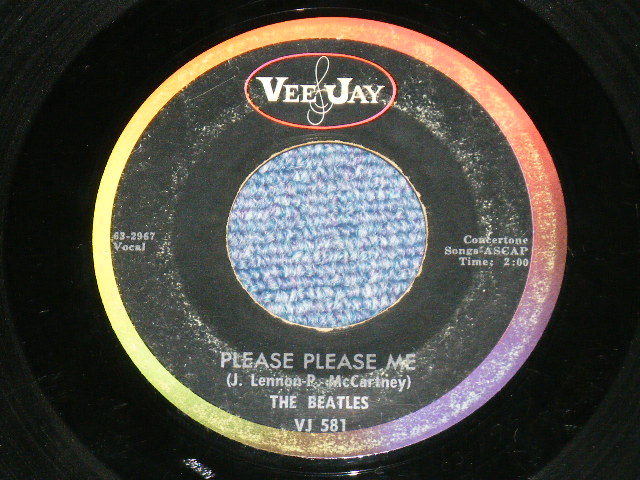 VEE JAY
63-2967
Vocal
Concertone
Songs-ASCAP
Time: 2:00
PLEASE PLEASE ME
(J. Lennon-P. McCartney)
THE BEATLES
VJ 581